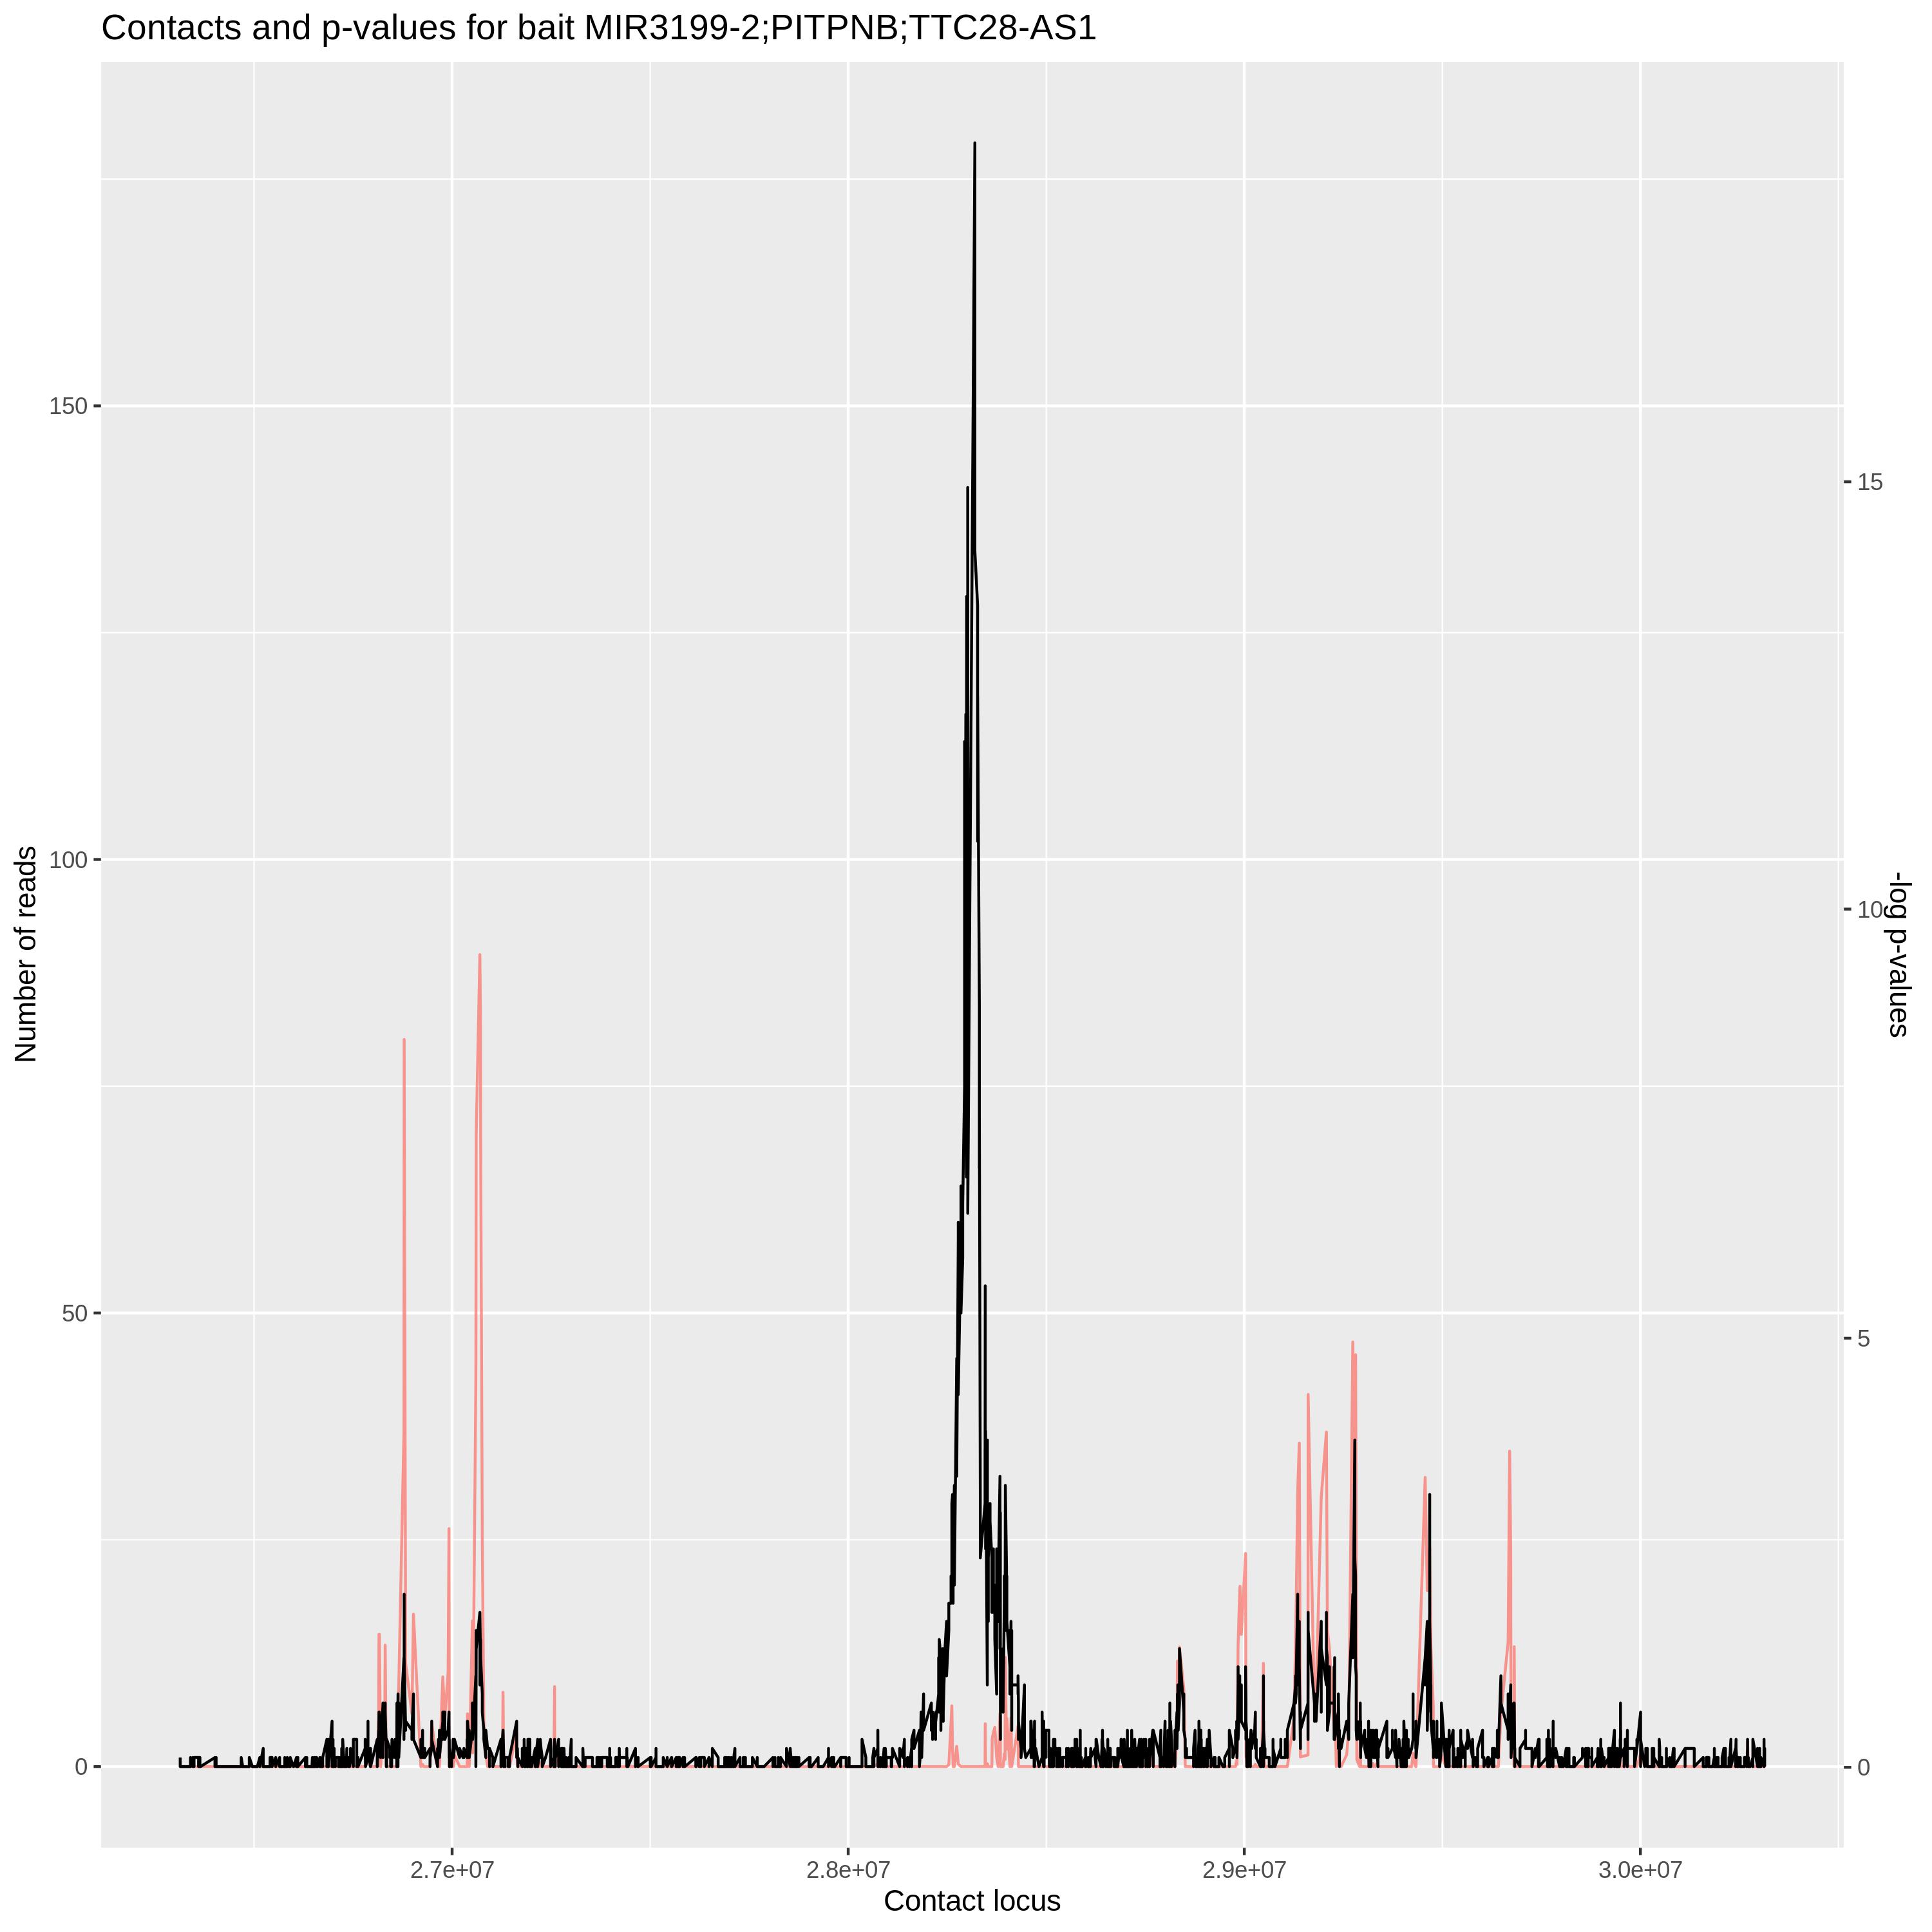 Contacts and p-values for bait MIR3199-2;PITPNB;TTC28-AS1
Number of reads
150
100
50
0
15
10
5
0
-log p-values
2.7e+07 2.8e+07 2.9e+07 3.0e+07
Contact locus